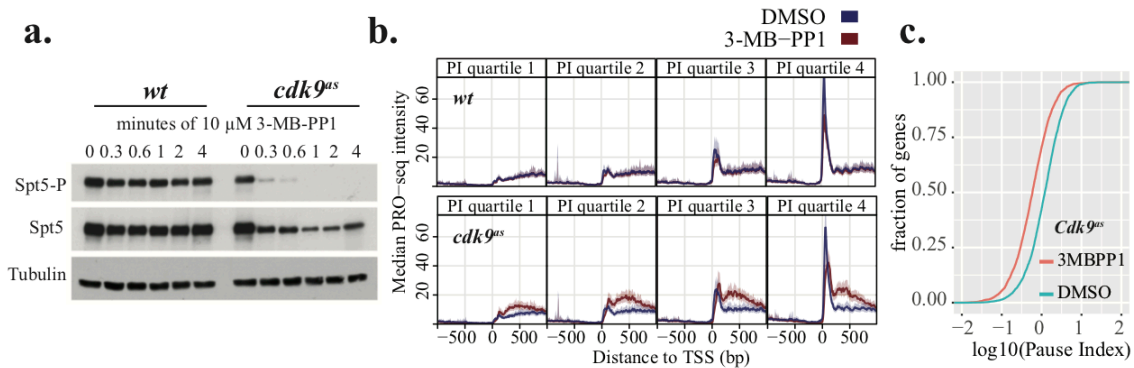 a.
wt cdk9as
minutes of 10 µM 3-MB-PP1
0 0.3 0.6 1 2 4 0 0.3 0.6 1 2 4
Spt5-P
Spt5
Tubulin
b.
DMSO
3-MB−PP1
Median PRO−seq intensity
PI quartile 1 PI quartile 2 PI quartile 3 PI quartile 4
wt
60
40
20
PI quartile 1 PI quartile 2 PI quartile 3 PI quartile 4
cdk9as
60
40
20
−500 0 500 −500 0 500 −500 0 500 −500 0 500
Distance to TSS (bp)
c.
fraction of genes
1.00
0.75
0.50
0.25
0.00
Cdk9as
3MBPP1
DMSO
−2 −1 0 1 2
log10(Pause Index)